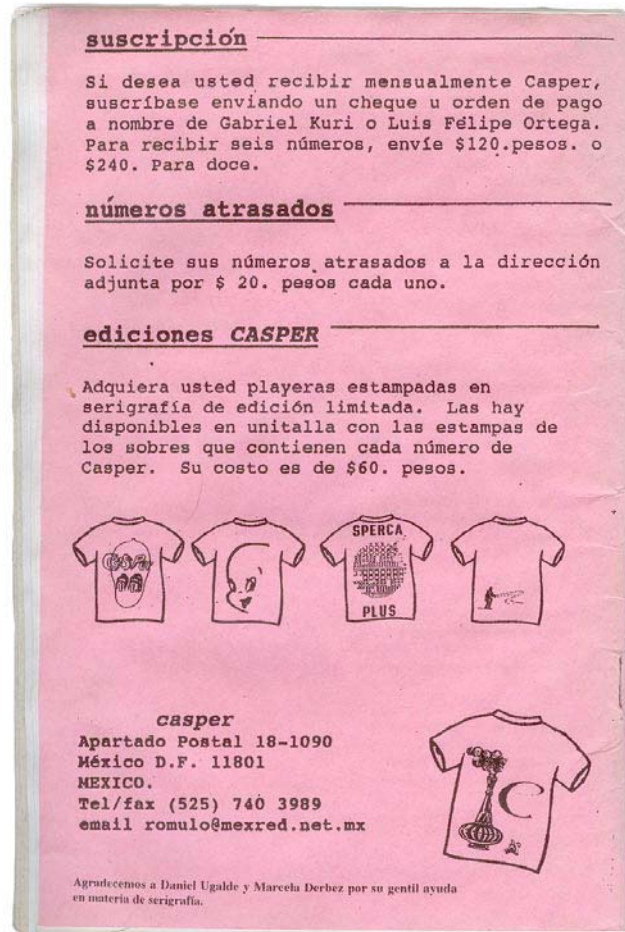 suscripción
Si desea usted recibir mensualmente Casper,
suscríbase enviando un cheque u orden de pago
a nombre de Gabriel Kuri o Luis Felipe Ortega.
Para recibir seis números, envíe $120.pesos. o
$240. Para doce.
números atrasados
Solicite sus números atrasados a la dirección
adjunta por $ 20. pesos cada uno.
ediciones CASPER
Adquiera usted playeras estampadas en
serigrafía de edición limitada. Las hay
disponibles en unitalla con las estampas de
los sobres que contienen cada número de
Casper. Su costo es de $60. pesos.
SPERCA
PLUS
C
casper
Apartado Postal 18-1090
México D.F. 11801
MEXICO.
Tel/fax (525) 740 3989
email romulo@mexred.net.mx
Agradecemos a Daniel Ugalde y Marcela Derbez por su gentil ayuda
en materia de serigrafía.